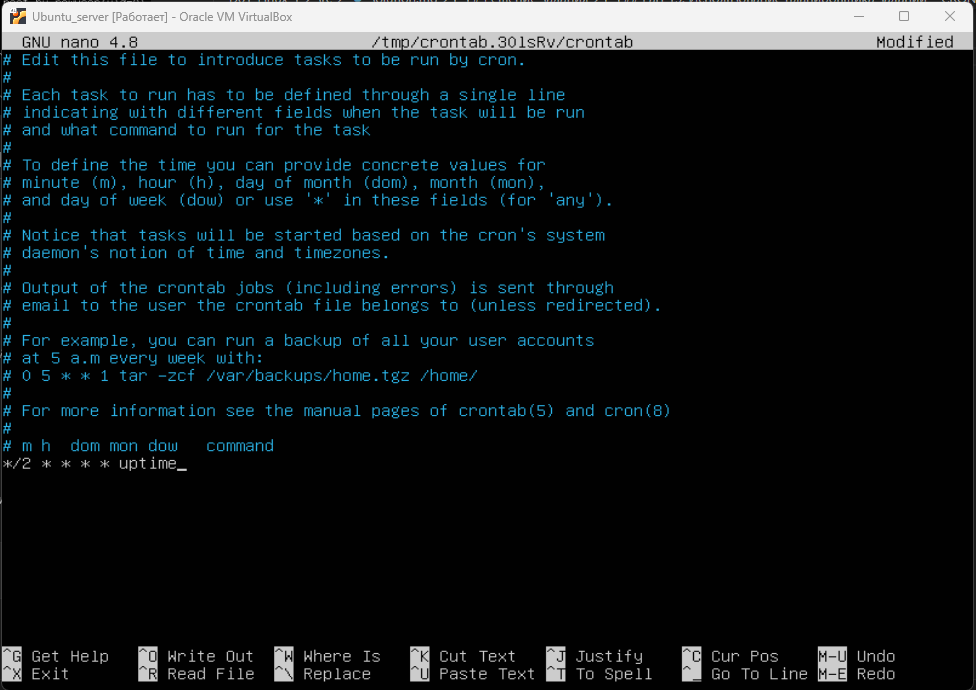 Ubuntu_server [Работает] - Oracle VM VirtualBox
GNU nano 4.8 /tmp/crontab.3OlsRv/crontab Modified
# Edit this file to introduce tasks to be run by cron.
#
# Each task to run has to be defined through a single line
# indicating with different fields when the task will be run
# and what command to run for the task
#
# To define the time you can provide concrete values for
# minute (m), hour (h), day of month (dom), month (mon),
# and day of week (dow) or use '*' in these fields (for 'any').
#
# Notice that tasks will be started based on the cron's system
# daemon's notion of time and timezones.
#
# Output of the crontab jobs (including errors) is sent through
# email to the user the crontab file belongs to (unless redirected).
#
# For example, you can run a backup of all your user accounts
# at 5 a.m every week with:
# 0 5 * * 1 tar -zcf /var/backups/home.tgz /home/
#
# For more information see the manual pages of crontab(5) and cron(8)
#
# m h  dom mon dow   command
*/2 * * * * uptime_
^G Get Help ^O Write Out ^W Where Is ^K Cut Text ^J Justify ^C Cur Pos M-U Undo
^X Exit ^R Read File ^\ Replace ^U Paste Text ^T To Spell ^_ Go To Line M-E Redo